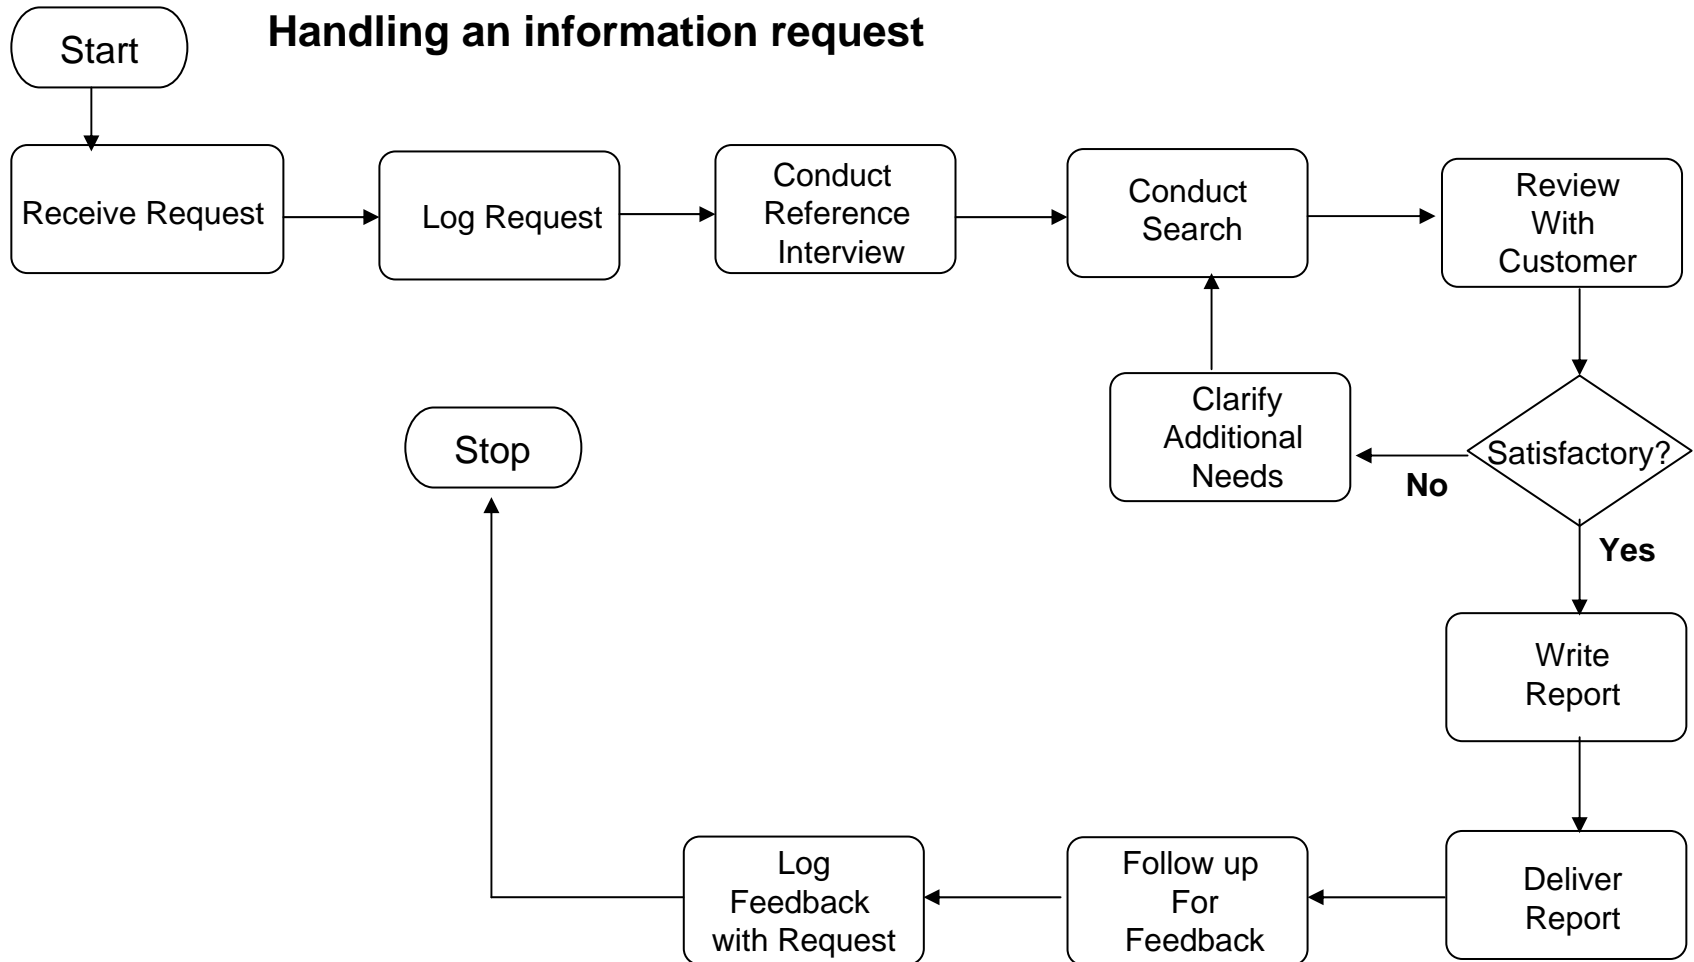 Start
Handling an information request
Receive Request
Log Request
Conduct
Reference
Interview
Conduct
Search
Review
With
Customer
Satisfactory?
No
Clarify
Additional
Needs
Yes
Write
Report
Deliver
Report
Follow up
For
Feedback
Log
Feedback
with Request
Stop